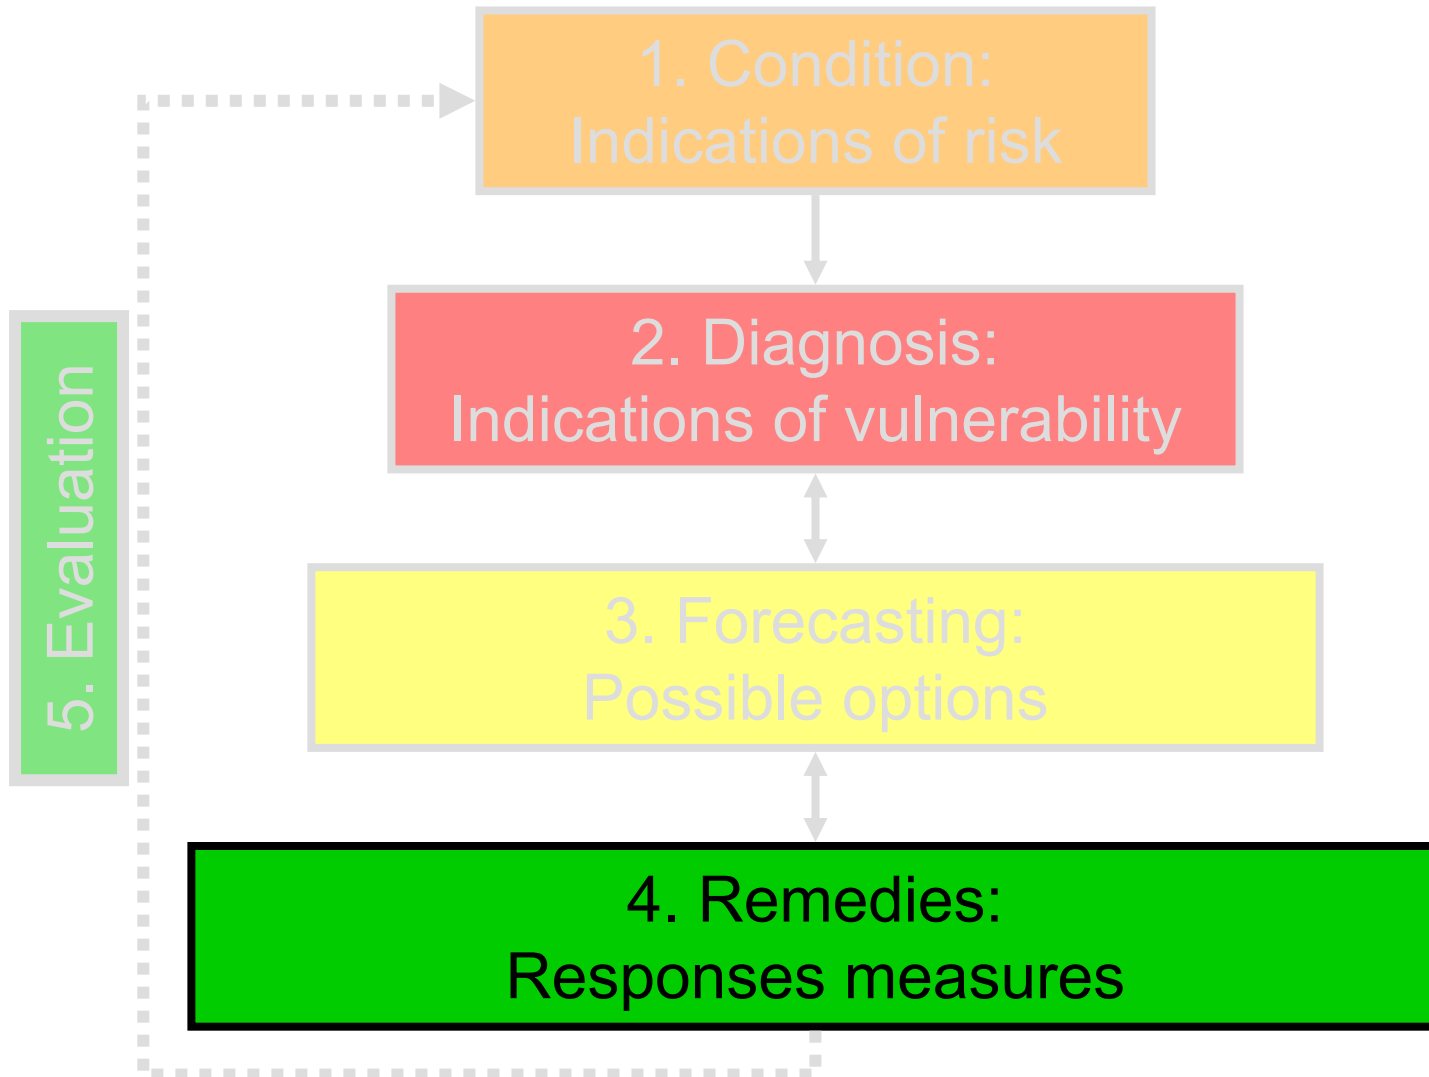 1. Condition:
Indications of risk
2. Diagnosis:
Indications of vulnerability
5. Evaluation
3. Forecasting:
Possible options
4. Remedies:
Responses measures